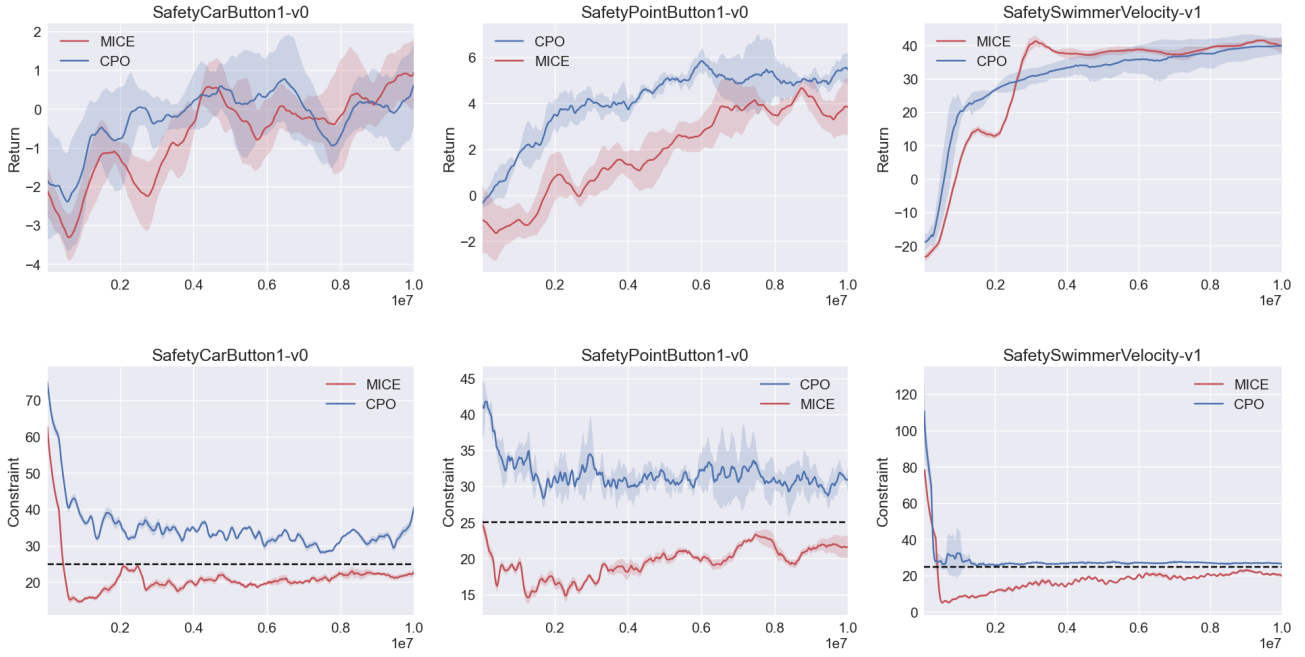 SafetyCarButton1-v0
SafetyPointButton1-v0
SafetySwimmerVelocity-v1
Return
2
1
0
−1
−2
−3
−4
MICE
CPO
0.2
0.4
0.6
0.8
1.0
1e7
Return
6
4
2
0
−2
CPO
MICE
0.2
0.4
0.6
0.8
1.0
1e7
Return
40
30
20
10
0
−10
−20
MICE
CPO
0.2
0.4
0.6
0.8
1.0
1e7
SafetyCarButton1-v0
SafetyPointButton1-v0
SafetySwimmerVelocity-v1
Constraint
70
60
50
40
30
20
MICE
CPO
0.2
0.4
0.6
0.8
1.0
1e7
Constraint
45
40
35
30
25
20
15
CPO
MICE
0.2
0.4
0.6
0.8
1.0
1e7
Constraint
120
100
80
60
40
20
0
MICE
CPO
0.2
0.4
0.6
0.8
1.0
1e7